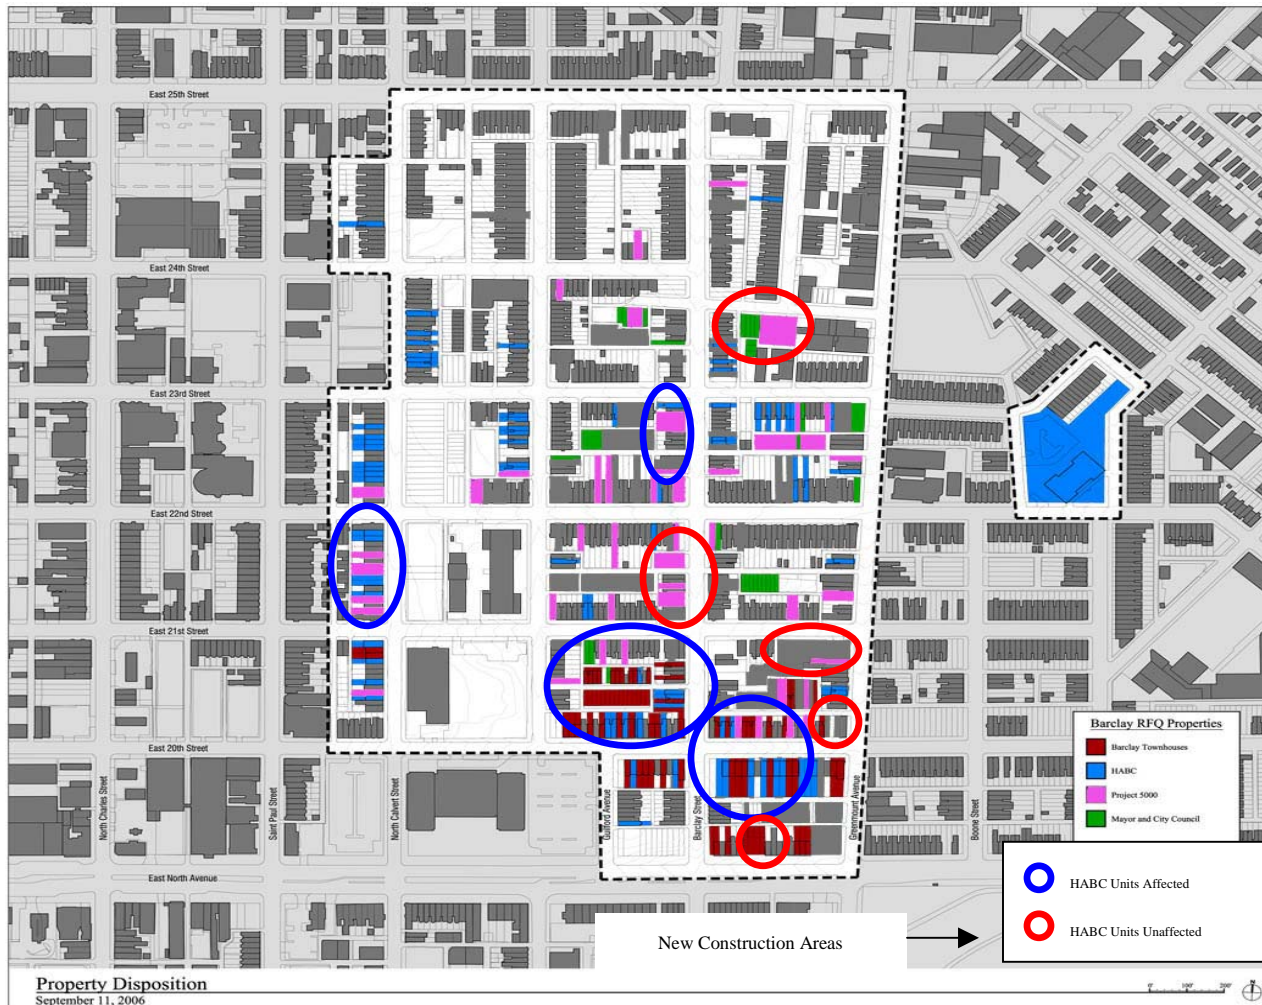 East 25th Street
East 24th Street
East 23rd Street
East 22nd Street
East 21st Street
East 20th Street
North Charles Street
Saint Paul Street
North Calvert Street
Guilford Avenue
Barclay Street
Greenmount Avenue
Boone Street
East North Avenue
Barclay RFQ Properties
Barclay Townhouses
HABC
Project 5000
Mayor and City Council
HABC Units Affected
HABC Units Unaffected
New Construction Areas
Property Disposition
September 11, 2006
0' 100' 200'
N